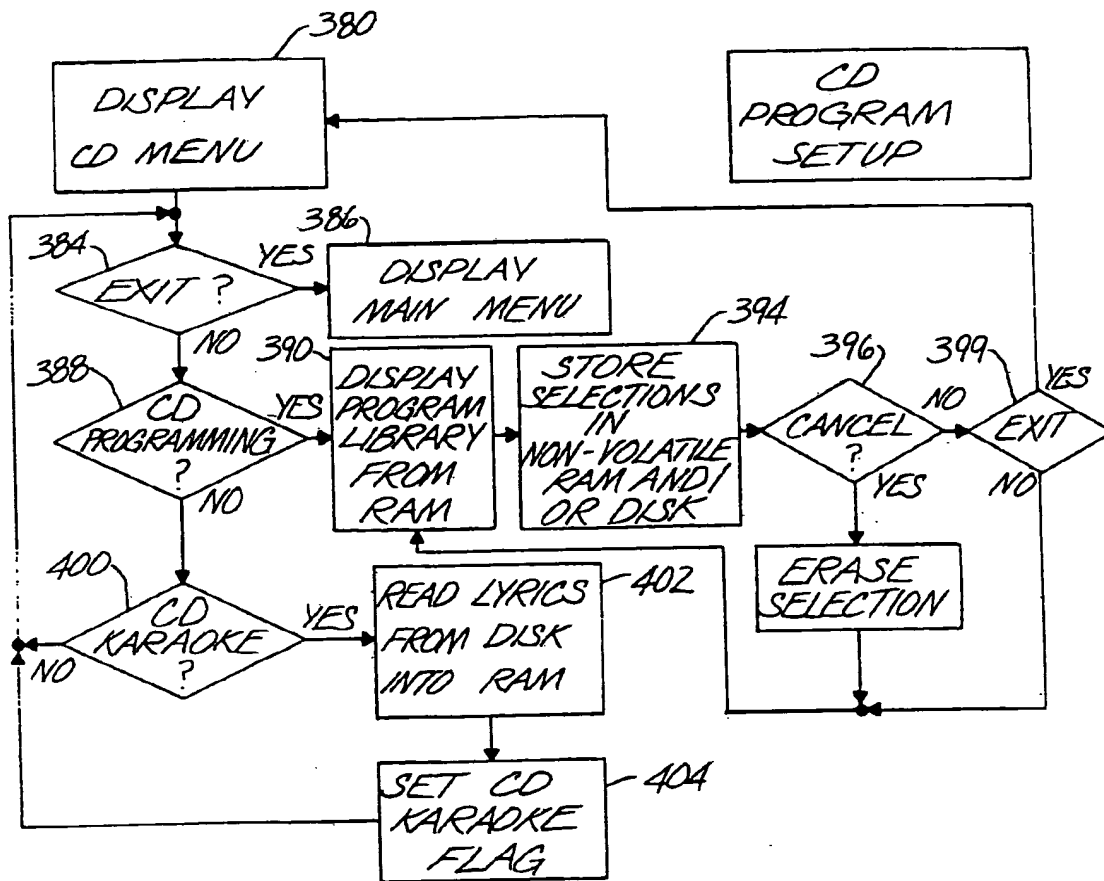 380
DISPLAY
CD MENU
CD
PROGRAM
SETUP
384
EXIT ?
YES
NO
386
DISPLAY
MAIN MENU
388
CD
PROGRAMMING
?
YES
NO
390
DISPLAY
PROGRAM
LIBRARY
FROM
RAM
394
STORE
SELECTIONS
IN
NON-VOLATILE
RAM AND/
OR DISK
396
CANCEL
?
NO
YES
399
EXIT
YES
NO
ERASE
SELECTION
400
CD
KARAOKE
?
YES
NO
402
READ LYRICS
FROM DISK
INTO RAM
404
SET CD
KARAOKE
FLAG